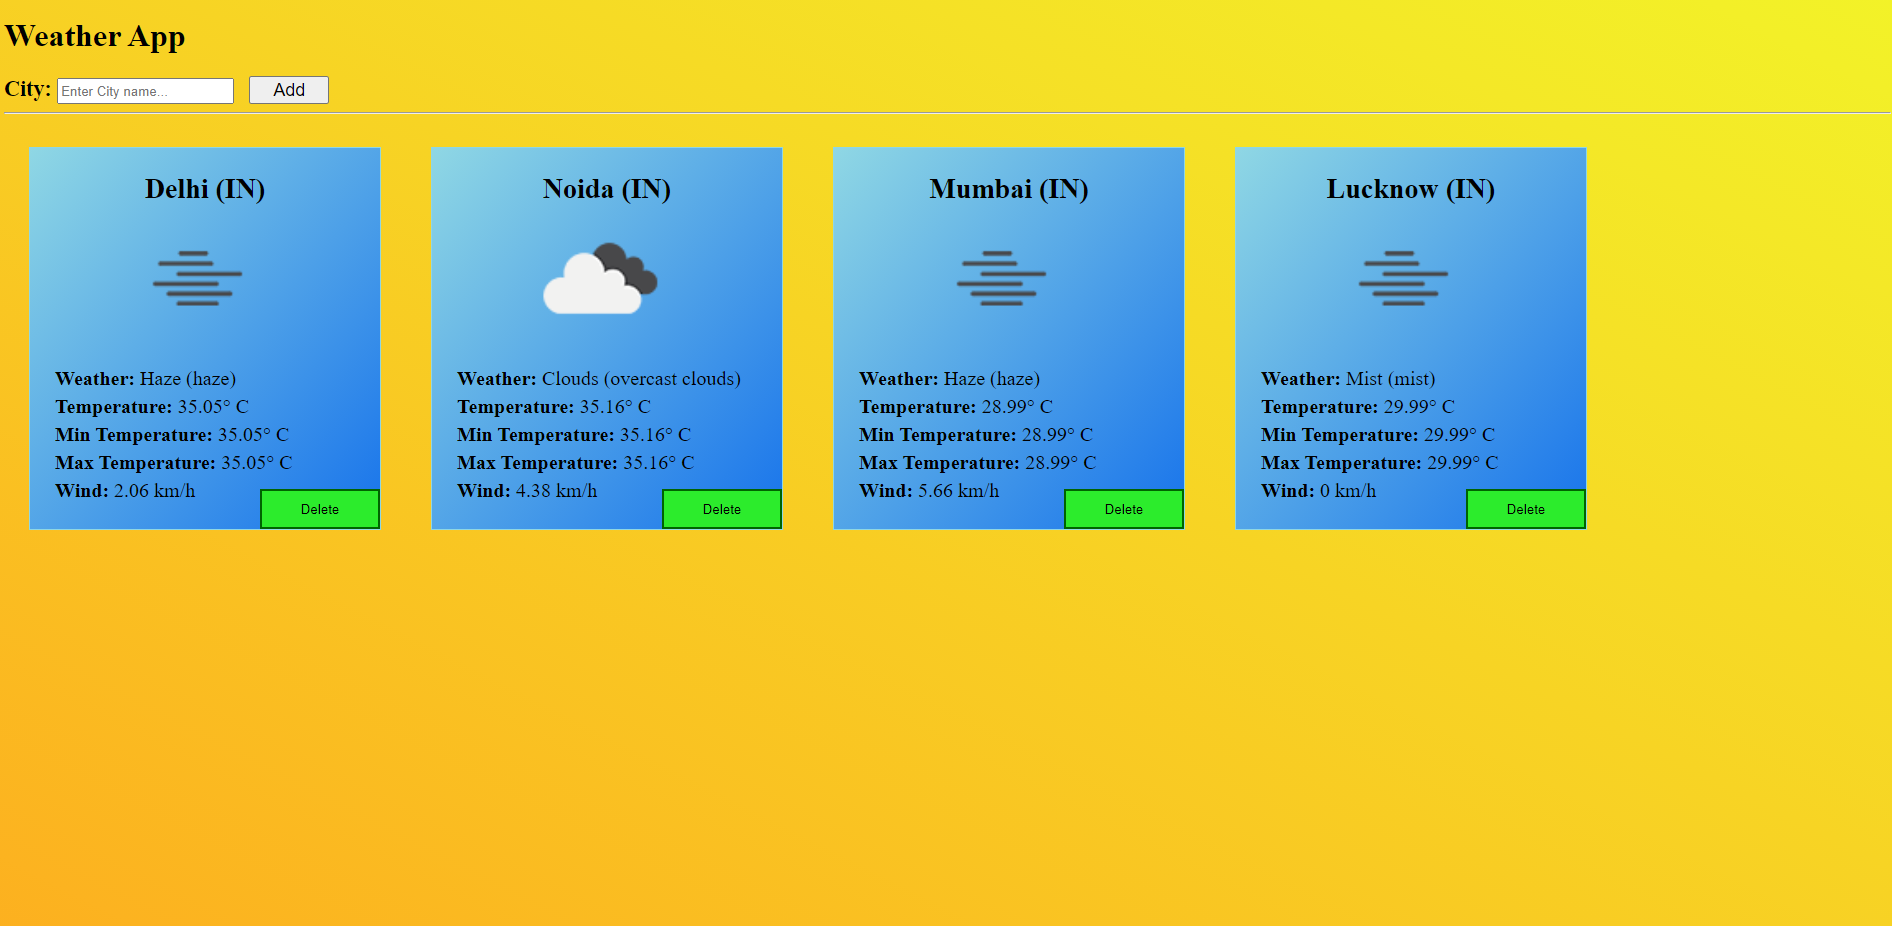 Weather App
City: Enter City name... Add
Delhi (IN)
Weather: Haze (haze)
Temperature: 35.05° C
Min Temperature: 35.05° C
Max Temperature: 35.05° C
Wind: 2.06 km/h
Delete
Noida (IN)
Weather: Clouds (overcast clouds)
Temperature: 35.16° C
Min Temperature: 35.16° C
Max Temperature: 35.16° C
Wind: 4.38 km/h
Delete
Mumbai (IN)
Weather: Haze (haze)
Temperature: 28.99° C
Min Temperature: 28.99° C
Max Temperature: 28.99° C
Wind: 5.66 km/h
Delete
Lucknow (IN)
Weather: Mist (mist)
Temperature: 29.99° C
Min Temperature: 29.99° C
Max Temperature: 29.99° C
Wind: 0 km/h
Delete